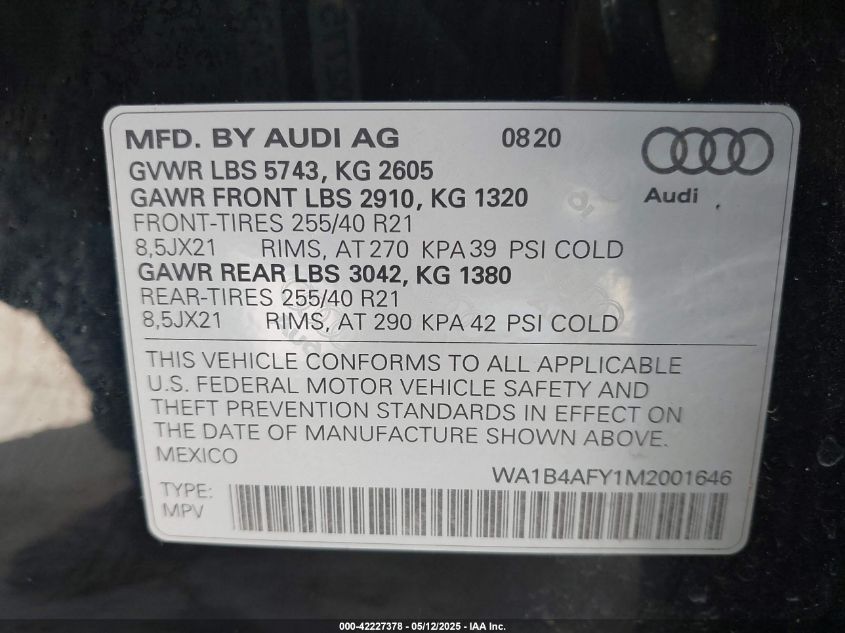 MFD. BY AUDI AG 0820
GVWR LBS 5743, KG 2605
GAWR FRONT LBS 2910, KG 1320
Audi
FRONT-TIRES 255/40 R21
8,5JX21 RIMS, AT 270 KPA 39 PSI COLD
GAWR REAR LBS 3042, KG 1380
REAR-TIRES 255/40 R21
8,5JX21 RIMS, AT 290 KPA 42 PSI COLD
THIS VEHICLE CONFORMS TO ALL APPLICABLE
U.S. FEDERAL MOTOR VEHICLE SAFETY AND
THEFT PREVENTION STANDARDS IN EFFECT ON
THE DATE OF MANUFACTURE SHOWN ABOVE.
MEXICO
WA1B4AFY1M2001646
TYPE:
MPV
000-42227378 - 05/12/2025 - IAA Inc.